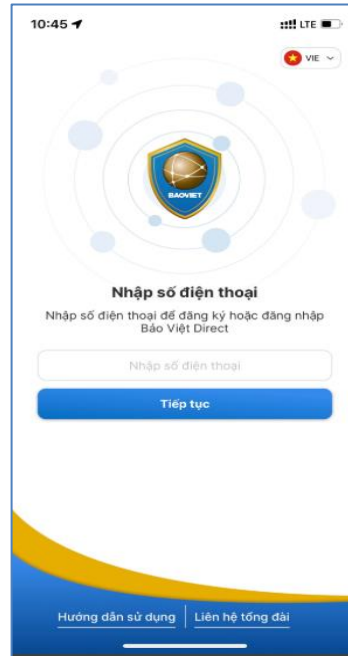 10:45 LTE
VIE
BAOVIET
Nhập số điện thoại
Nhập số điện thoại để đăng ký hoặc đăng nhập
Bảo Việt Direct
Nhập số điện thoại
Tiếp tục
Hướng dẫn sử dụng Liên hệ tổng đài